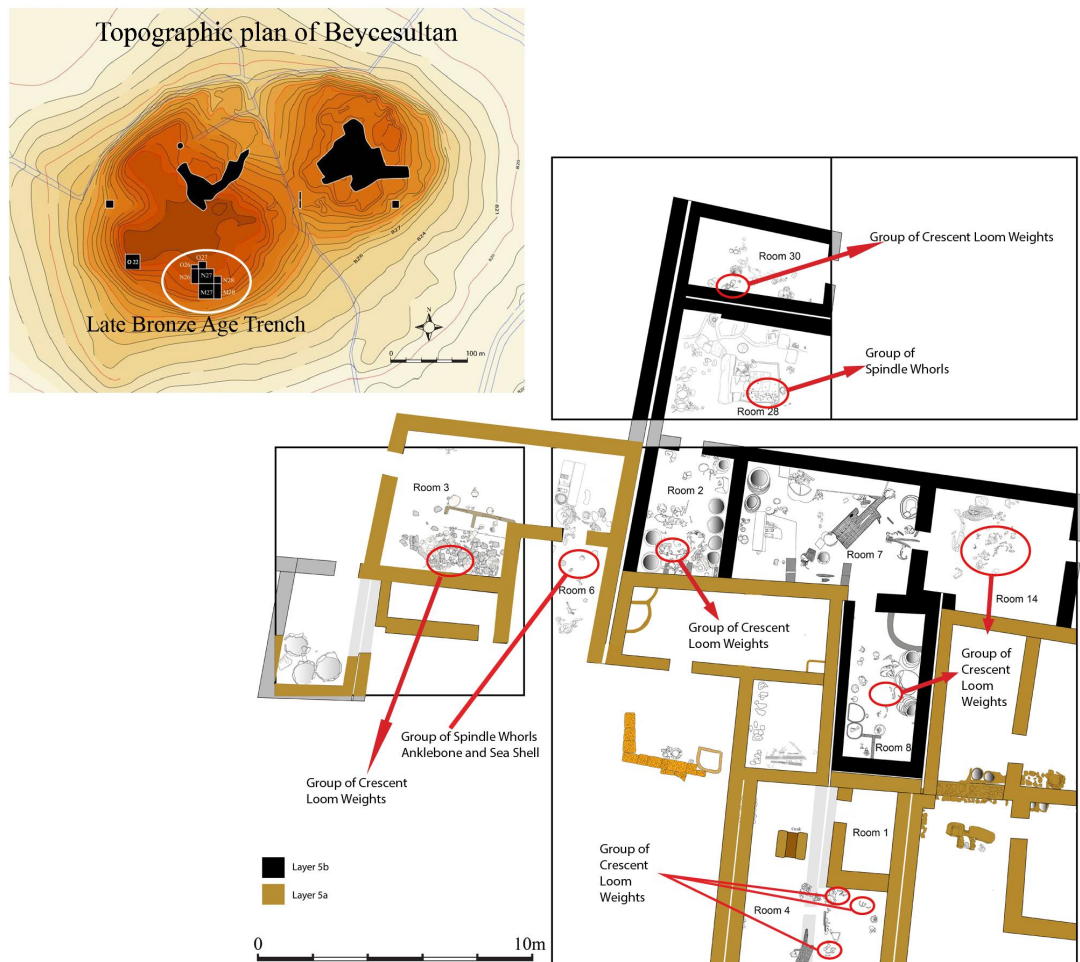 Topographic plan of Beycesultan
O 22
O26
O27
N26
N27
N28
M27
M28
Late Bronze Age Trench
N
0
100 m
Room 30
Group of Crescent Loom Weights
Group of
Spindle Whorls
Room 28
Room 3
Room 2
Room 7
Room 6
Room 14
Group of Crescent
Loom Weights
Group of
Crescent
Loom
Weights
Room 8
Group of Spindle Whorls
Anklebone and Sea Shell
Group of Crescent
Loom Weights
Room 1
Group of
Crescent
Loom
Weights
Room 4
Layer 5b
Layer 5a
0
10m